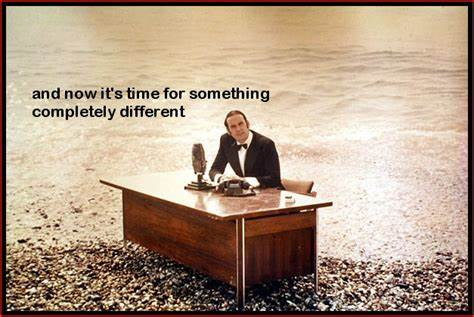 and now it's time for something
completely different